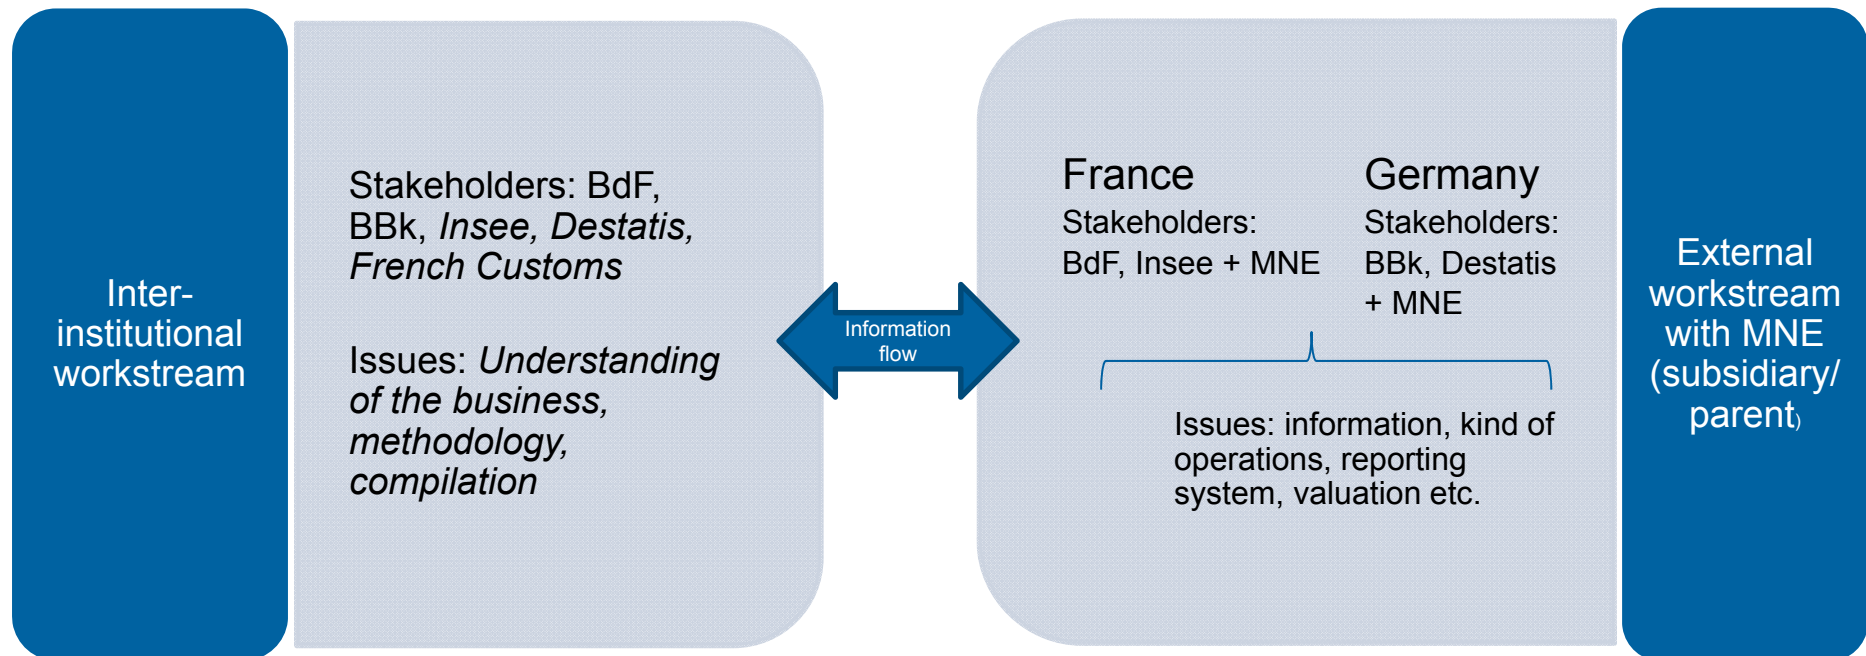 Inter-
institutional
workstream
Stakeholders: BdF,
BBk, Insee, Destatis,
French Customs
Issues: Understanding
of the business,
methodology,
compilation
Information
flow
France
Stakeholders:
BdF, Insee + MNE
Germany
Stakeholders:
BBk, Destatis
+ MNE
Issues: information, kind of
operations, reporting
system, valuation etc.
External
workstream
with MNE
(subsidiary/
parent)